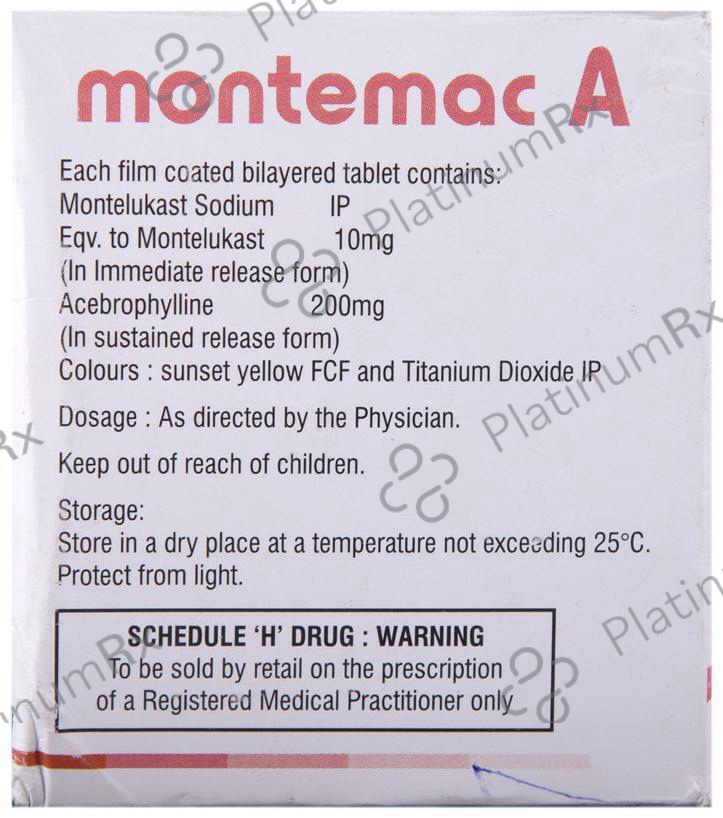 montemac A
Each film coated bilayered tablet contains:
Montelukast Sodium IP
Eqv. to Montelukast 10mg
(In Immediate release form)
Acebrophylline 200mg
(In sustained release form)
Colours : sunset yellow FCF and Titanium Dioxide IP
Dosage : As directed by the Physician.
Keep out of reach of children.
Storage:
Store in a dry place at a temperature not exceeding 25°C.
Protect from light.
SCHEDULE ‘H’ DRUG : WARNING
To be sold by retail on the prescription
of a Registered Medical Practitioner only
PlatinumRx
PlatinumRx